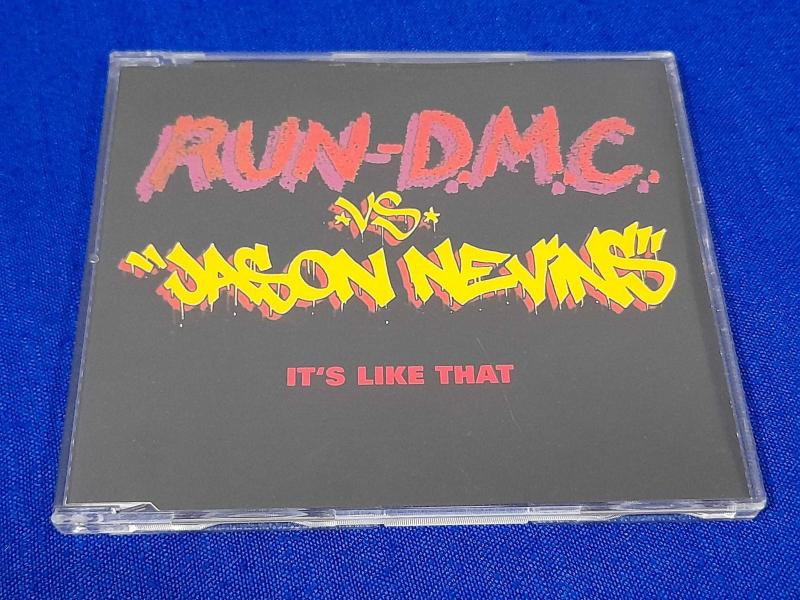 RUN-D.M.C.
VS
"JASON NEVINS"
IT'S LIKE THAT